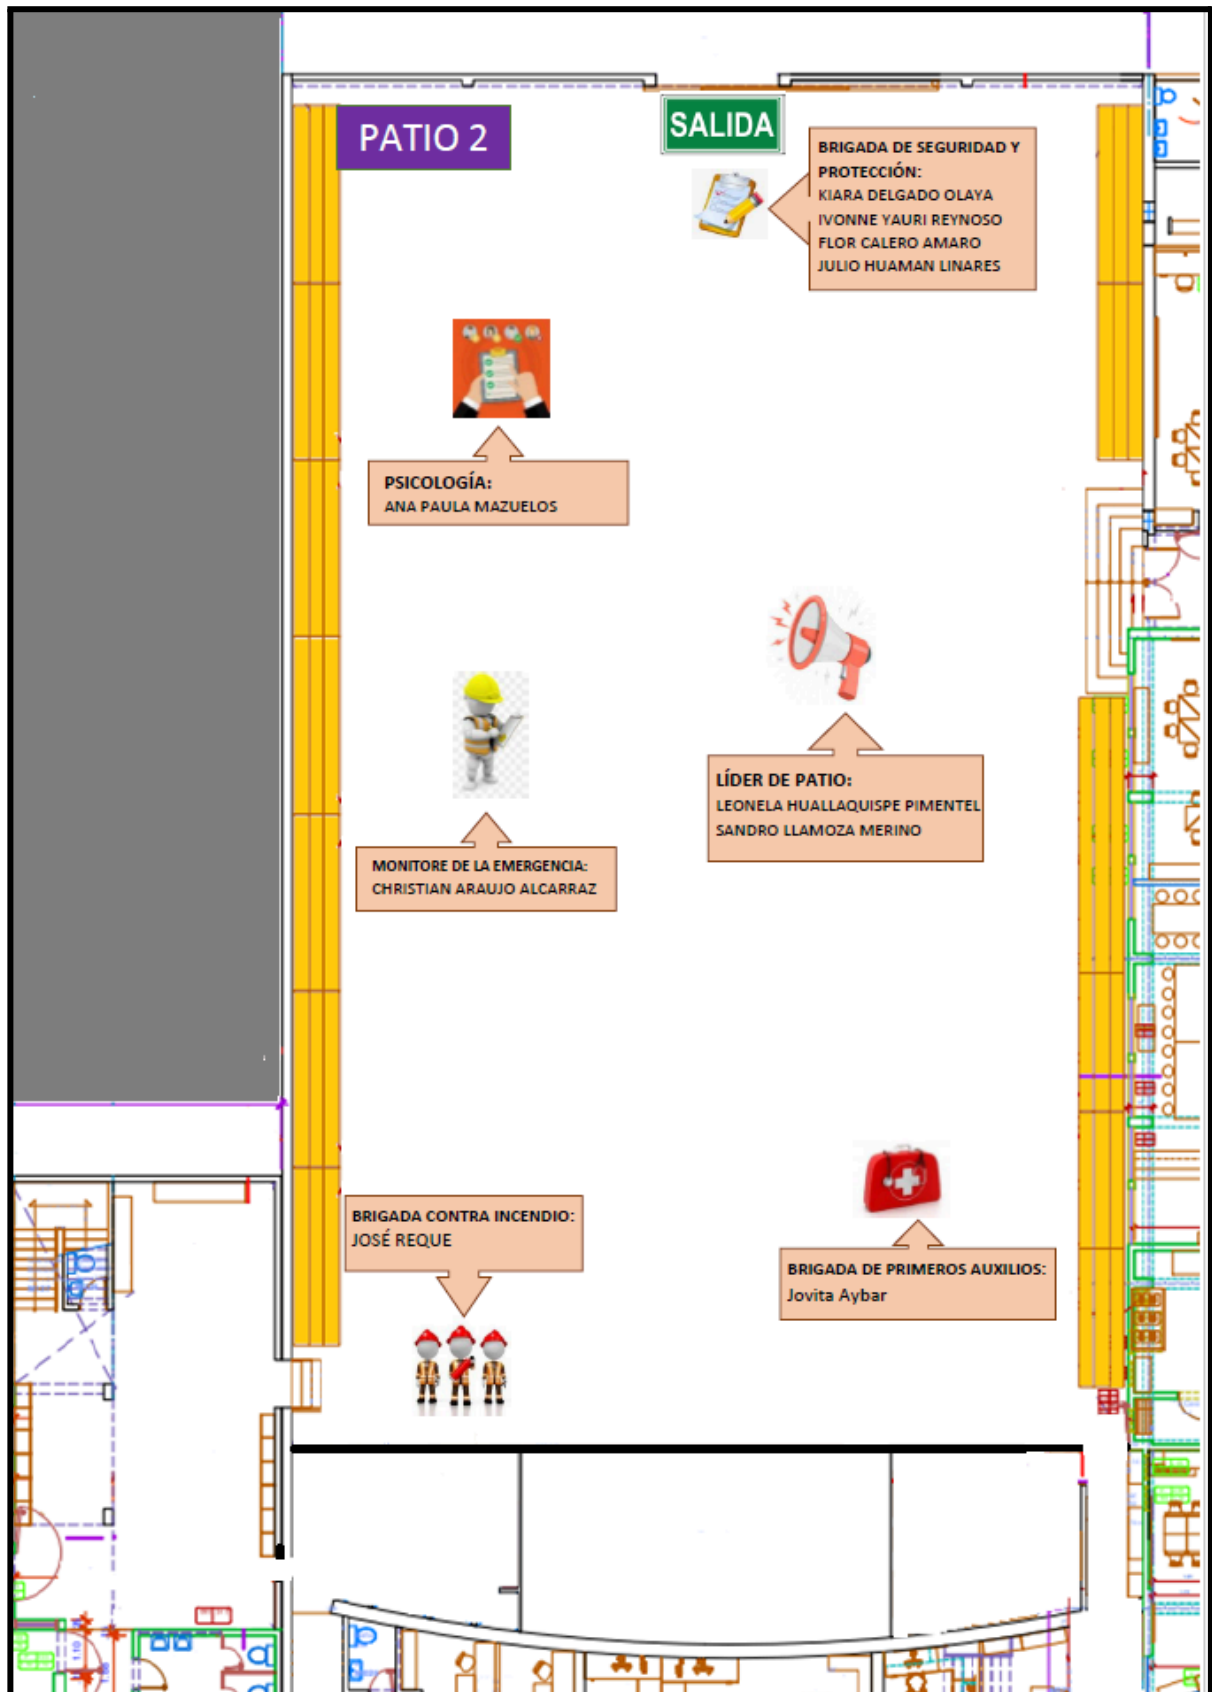 PATIO 2
SALIDA
BRIGADA DE SEGURIDAD Y
PROTECCIÓN:
KIARA DELGADO OLAYA
IVONNE YAURI REYNOSO
FLOR CALERO AMARO
JULIO HUAMAN LINARES
PSICOLOGÍA:
ANA PAULA MAZUELOS
LÍDER DE PATIO:
LEONELA HUALLAQUISPE PIMENTEL
SANDRO LLAMOZA MERINO
MONITORE DE LA EMERGENCIA:
CHRISTIAN ARAUJO ALCARRAZ
BRIGADA CONTRA INCENDIO:
JOSÉ REQUE
BRIGADA DE PRIMEROS AUXILIOS:
Jovita Aybar
1.10